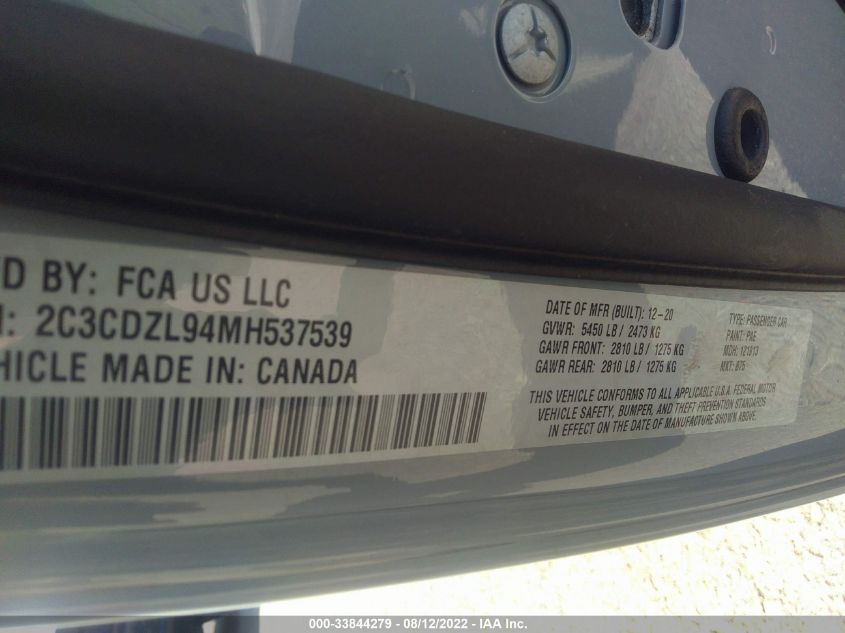 D BY: FCA US LLC
: 2C3CDZL94MH537539
HICLE MADE IN: CANADA
DATE OF MFR (BUILT): 12-20
GVWR: 5450 LB / 2473 KG
GAWR FRONT: 2810 LB / 1275 KG
GAWR REAR: 2810 LB / 1275 KG
TYPE: PASSENGER CAR
PAINT: PAE
MDH: 121813
MKT: 875
THIS VEHICLE CONFORMS TO ALL APPLICABLE U.S.A. FEDERAL MOTOR
VEHICLE SAFETY, BUMPER, AND THEFT PREVENTION STANDARDS
IN EFFECT ON THE DATE OF MANUFACTURE SHOWN ABOVE.
000-33844279 - 08/12/2022 - IAA Inc.